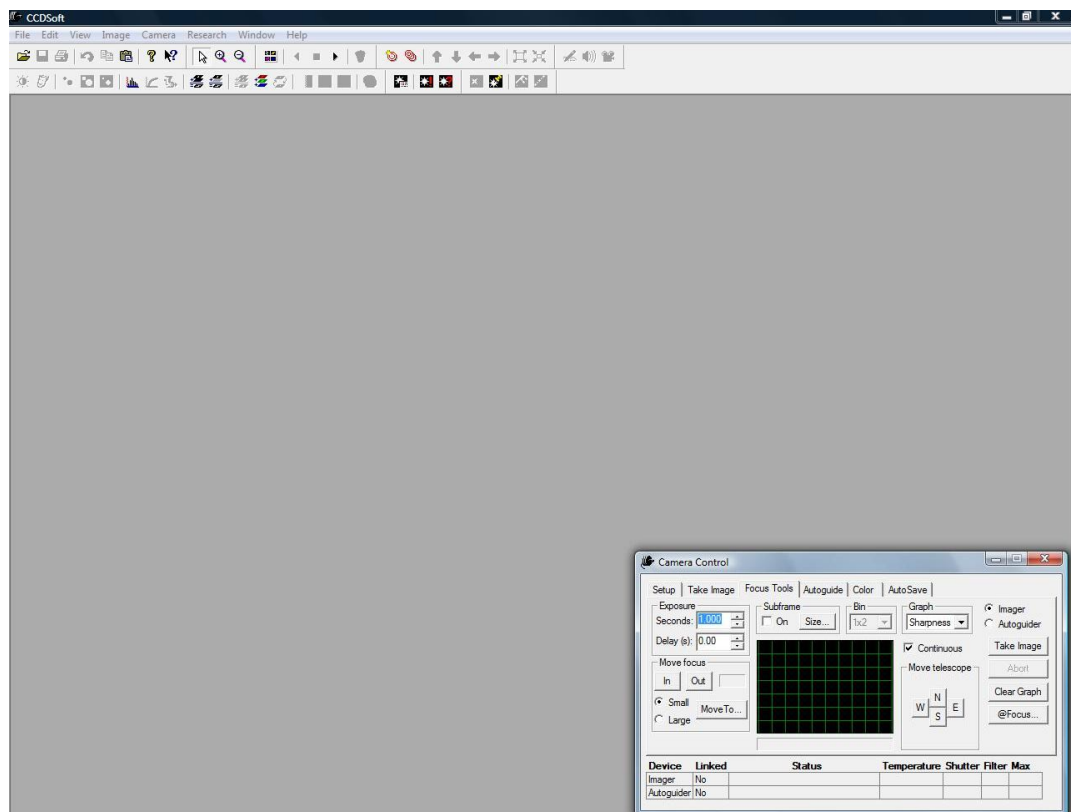 CCDSoft
File Edit View Image Camera Research Window Help
Camera Control
Setup Take Image Focus Tools Autoguide Color AutoSave
Exposure Subframe Bin Graph Imager
Seconds: 1.000 On Size... 1x2 Sharpness Autoguider
Delay (s): 0.00 Continuous Take Image
Move focus Move telescope Abort
In Out
Small MoveTo... W N E Clear Graph
Large S @Focus...
Device Linked Status Temperature Shutter Filter Max
Imager No
Autoguider No